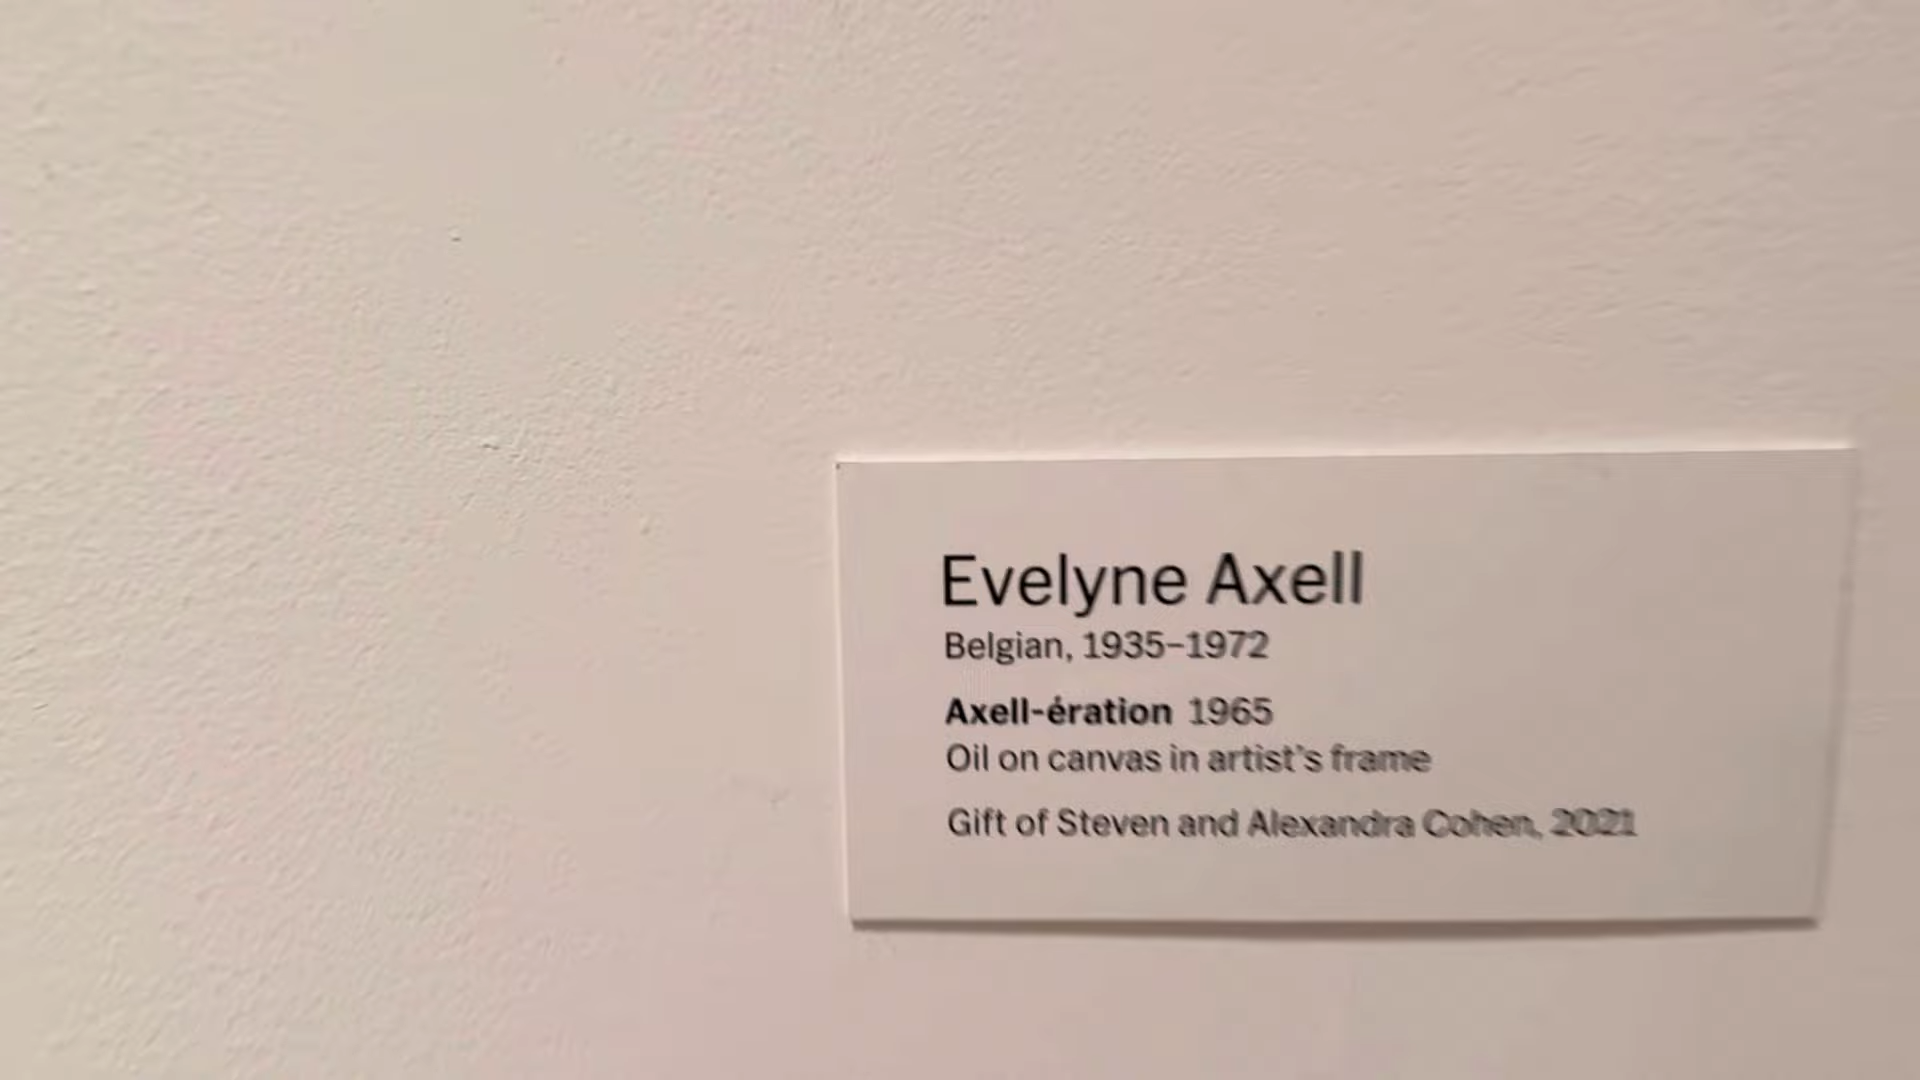 Evelyne Axell
Belgian, 1935–1972
Axell-ération 1965
Oil on canvas in artist's frame
Gift of Steven and Alexandra Cohen, 2021